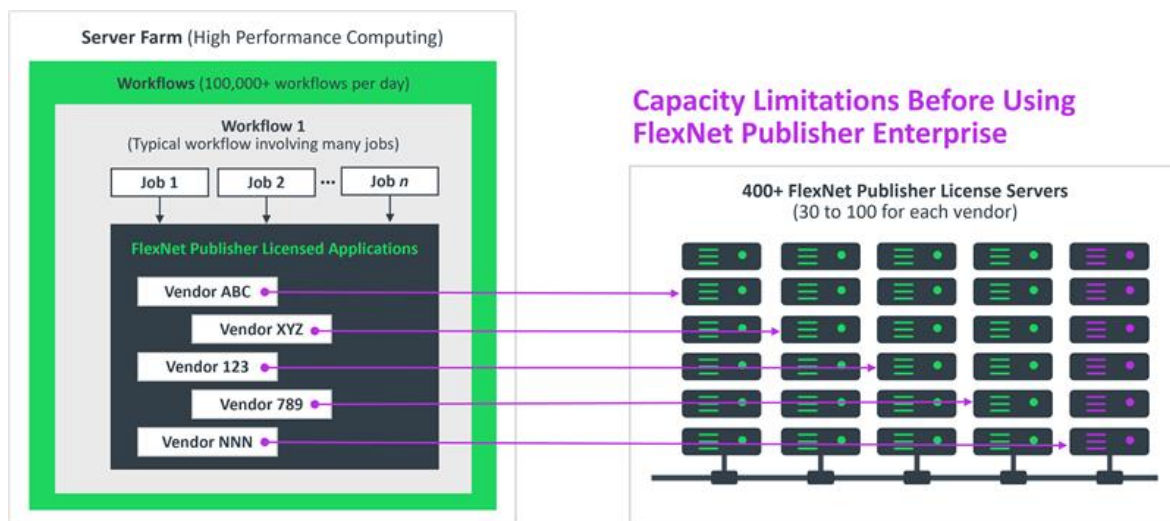 Server Farm (High Performance Computing)
Workflows (100,000+ workflows per day)
Workflow 1
(Typical workflow involving many jobs)
Job 1
Job 2
...
Job n
FlexNet Publisher Licensed Applications
Vendor ABC
Vendor XYZ
Vendor 123
Vendor 789
Vendor NNN
Capacity Limitations Before Using
FlexNet Publisher Enterprise
400+ FlexNet Publisher License Servers
(30 to 100 for each vendor)